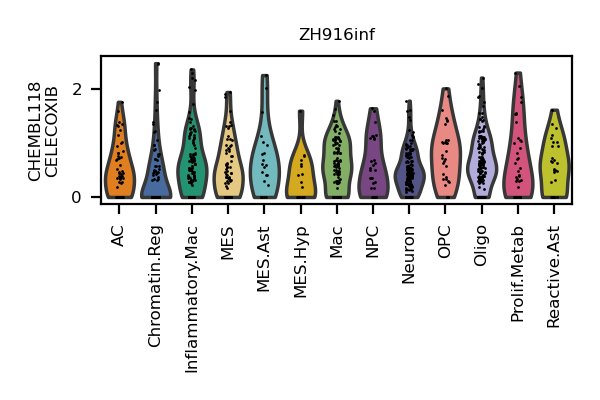 ZH916inf
CHEMBL118
CELECOXIB
2
0
AC
Chromatin.Reg
Inflammatory.Mac
MES
MES.Ast
MES.Hyp
Mac
NPC
Neuron
OPC
Oligo
Prolif.Metab
Reactive.Ast